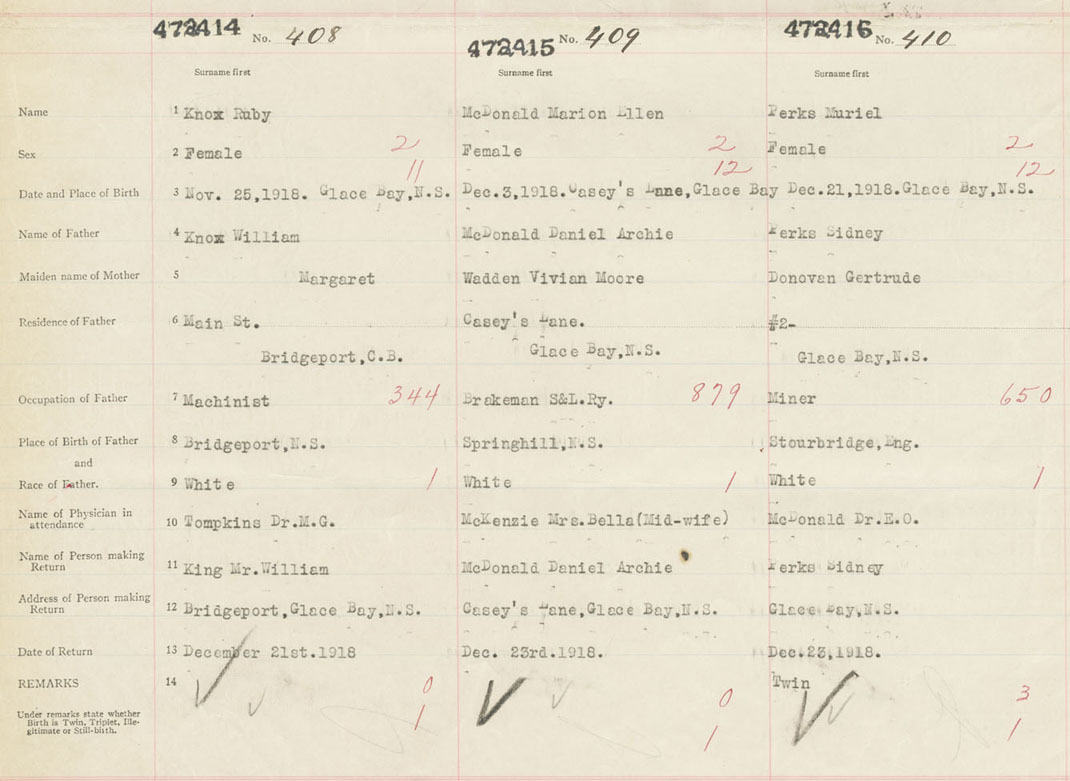 472414 No. 408 472415 No. 409 472416 No. 410
Surname first Surname first Surname first
Name 1 Knox Ruby McDonald Marion Ellen Perks Muriel
Sex 2 Female 2 Female 2 Female 2
11 12 12
Date and Place of Birth 3 Nov. 25,1918. Glace Bay,N.S. Dec.3,1918.Casey's Lane,Glace Bay Dec.21,1918.Glace Bay,N.S.
Name of Father 4 Knox William McDonald Daniel Archie Perks Sidney
Maiden name of Mother 5 Margaret Wadden Vivian Moore Donovan Gertrude
Residence of Father 6 Main St. Casey's Lane. #2-
Bridgeport,C.B. Glace Bay,N.S. Glace Bay,N.S.
Occupation of Father 7 Machinist 344 Brakeman S&L.Ry. 879 Miner 650
Place of Birth of Father 8 Bridgeport,N.S. Springhill,N.S. Stourbridge,Eng.
and
Race of Father. 9 White 1 White 1 White 1
Name of Physician in
attendance 10 Tompkins Dr.M.G. McKenzie Mrs.Bella(Mid-wife) McDonald Dr.E.O.
Name of Person making
Return 11 King Mr.William McDonald Daniel Archie Perks Sidney
Address of Person making
Return 12 Bridgeport,Glace Bay,N.S. Casey's Lane,Glace Bay,N.S. Glace Bay,N.S.
Date of Return 13 December 21st.1918 Dec. 23rd.1918. Dec.23,1918.
REMARKS 14 0 0 Twin 3
Under remarks state whether
Birth is Twin, Triplet, Ille-
gitimate or Still-birth. 1 1 1